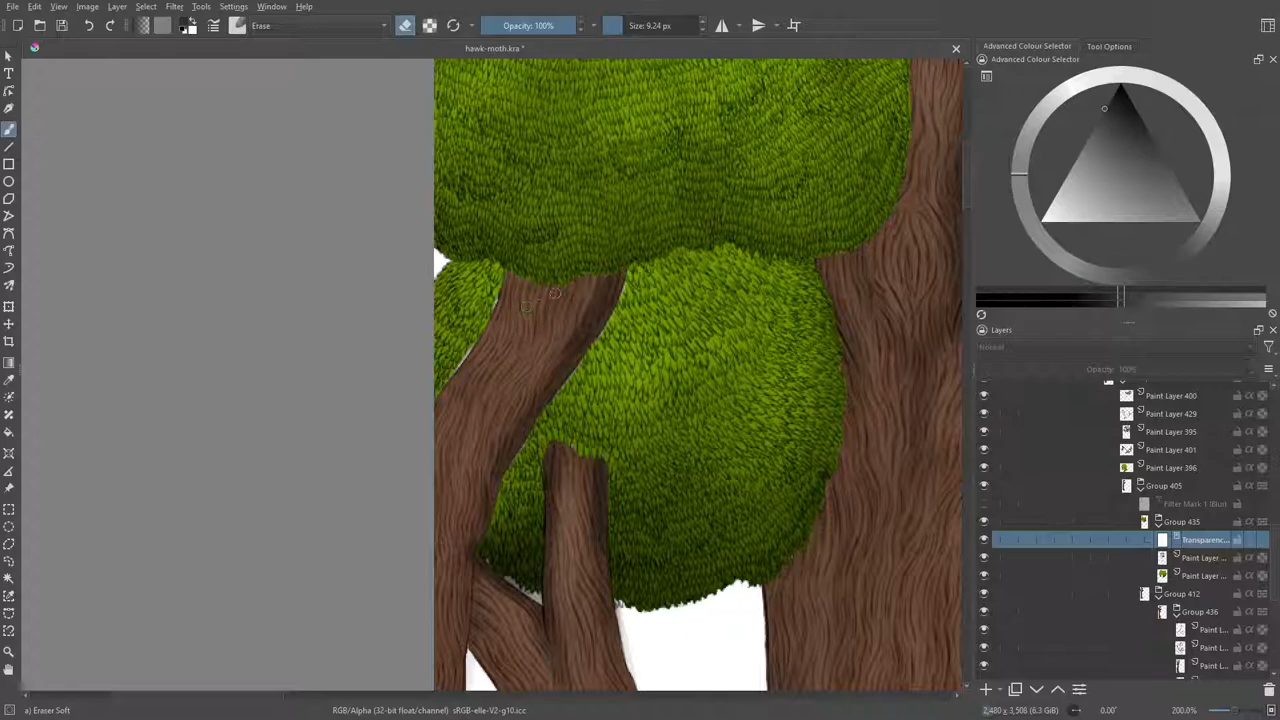 File Edit View Image Layer Select Filter Tools Settings Window Help
Erase Opacity: 100% Size: 9.24 px
hawk-moth.kra *
Advanced Colour Selector Tool Options
Advanced Colour Selector
Layers
Normal
Opacity: 100%
Paint Layer 400
Paint Layer 429
Paint Layer 395
Paint Layer 401
Paint Layer 396
Group 405
Filter Mask 1 (Blur)
Group 435
Transparenc...
Paint Layer ...
Paint Layer ...
Group 412
Group 436
Paint L...
Paint L...
Paint L...
a) Eraser Soft
RGB/Alpha (32-bit float/channel) sRGB-elle-V2-g10.icc
2,480 x 3,508 (6.3 GiB)
0.00°
200.0%